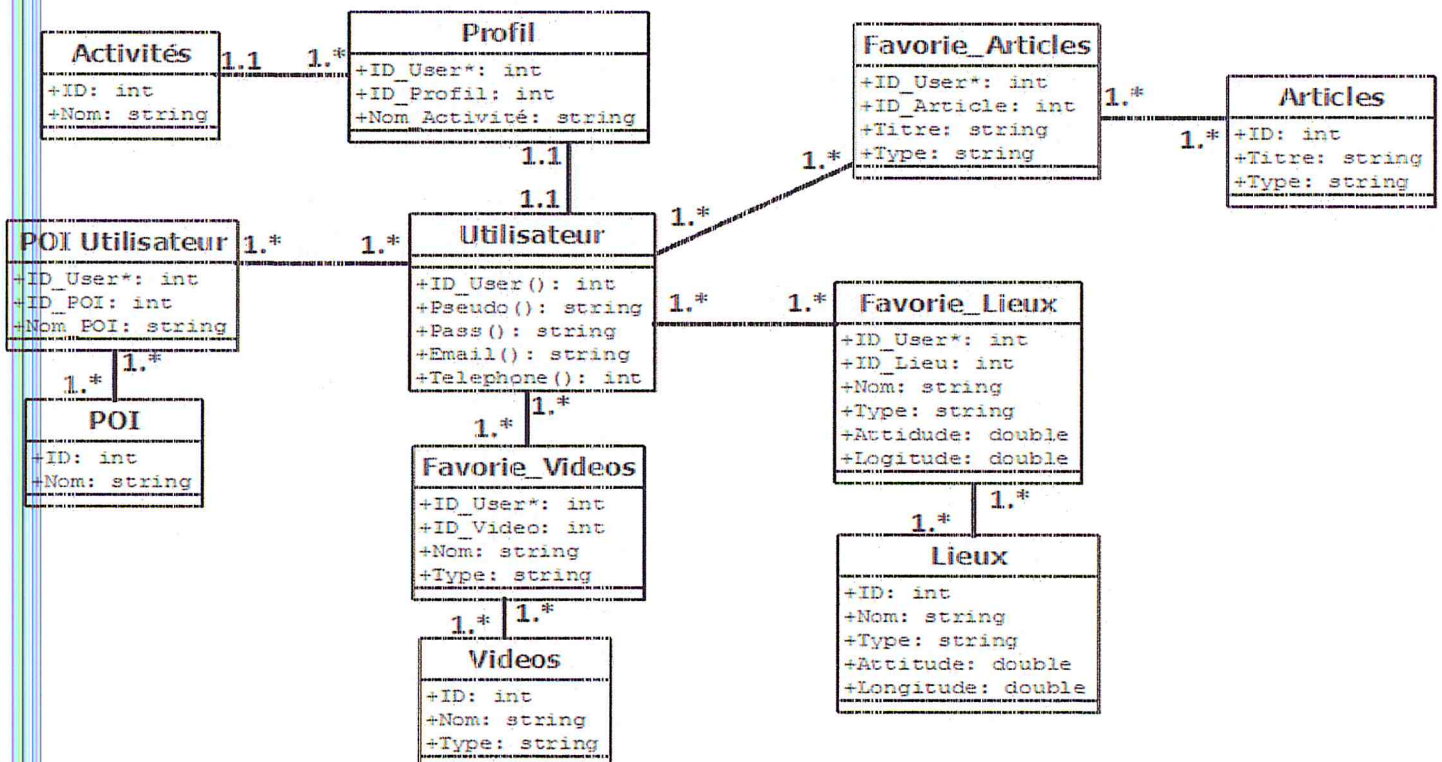 Activités
+ID: int
+Nom: string
1.1
1.*
Profil
+ID_User*: int
+ID_Profil: int
+Nom_Activité: string
1.1
1.1
Favorie_Articles
+ID_User*: int
+ID_Article: int
+Titre: string
+Type: string
1.*
1.*
Articles
+ID: int
+Titre: string
+Type: string
1.*
1.*
POI Utilisateur
+ID_User*: int
+ID_POI: int
+Nom_POI: string
1.*
1.*
Utilisateur
+ID_User(): int
+Pseudo(): string
+Pass(): string
+Email(): string
+Telephone(): int
1.*
1.*
Favorie_Lieux
+ID_User*: int
+ID_Lieu: int
+Nom: string
+Type: string
+Attidude: double
+Logitude: double
1.*
1.*
POI
+ID: int
+Nom: string
1.*
1.*
Favorie_Videos
+ID_User*: int
+ID_Video: int
+Nom: string
+Type: string
1.*
1.*
Lieux
+ID: int
+Nom: string
+Type: string
+Attitude: double
+Longitude: double
1.*
1.*
Videos
+ID: int
+Nom: string
+Type: string